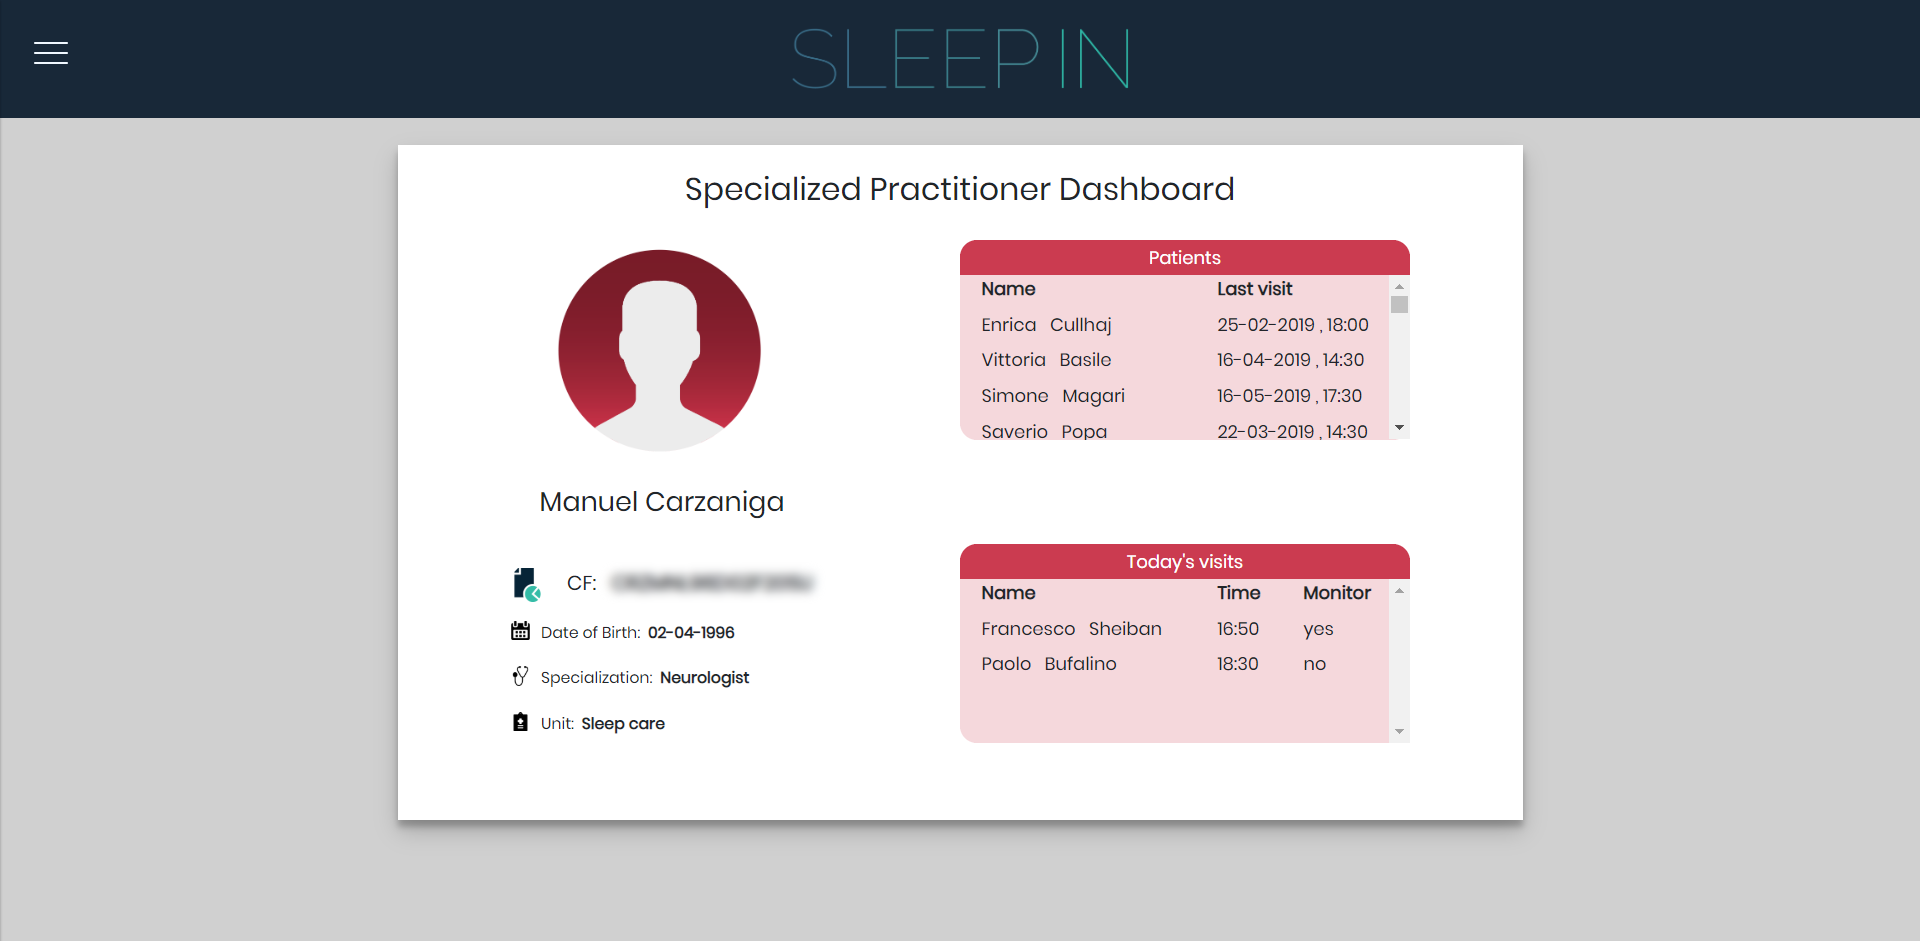 SLEEP IN
Specialized Practitioner Dashboard
Manuel Carzaniga
CF:
Date of Birth: 02-04-1996
Specialization: Neurologist
Unit: Sleep care
Patients
Name Last visit
Enrica Cullhaj 25-02-2019 , 18:00
Vittoria Basile 16-04-2019 , 14:30
Simone Magari 16-05-2019 , 17:30
Saverio Popa 22-03-2019 , 14:30
Today's visits
Name Time Monitor
Francesco Sheiban 16:50 yes
Paolo Bufalino 18:30 no